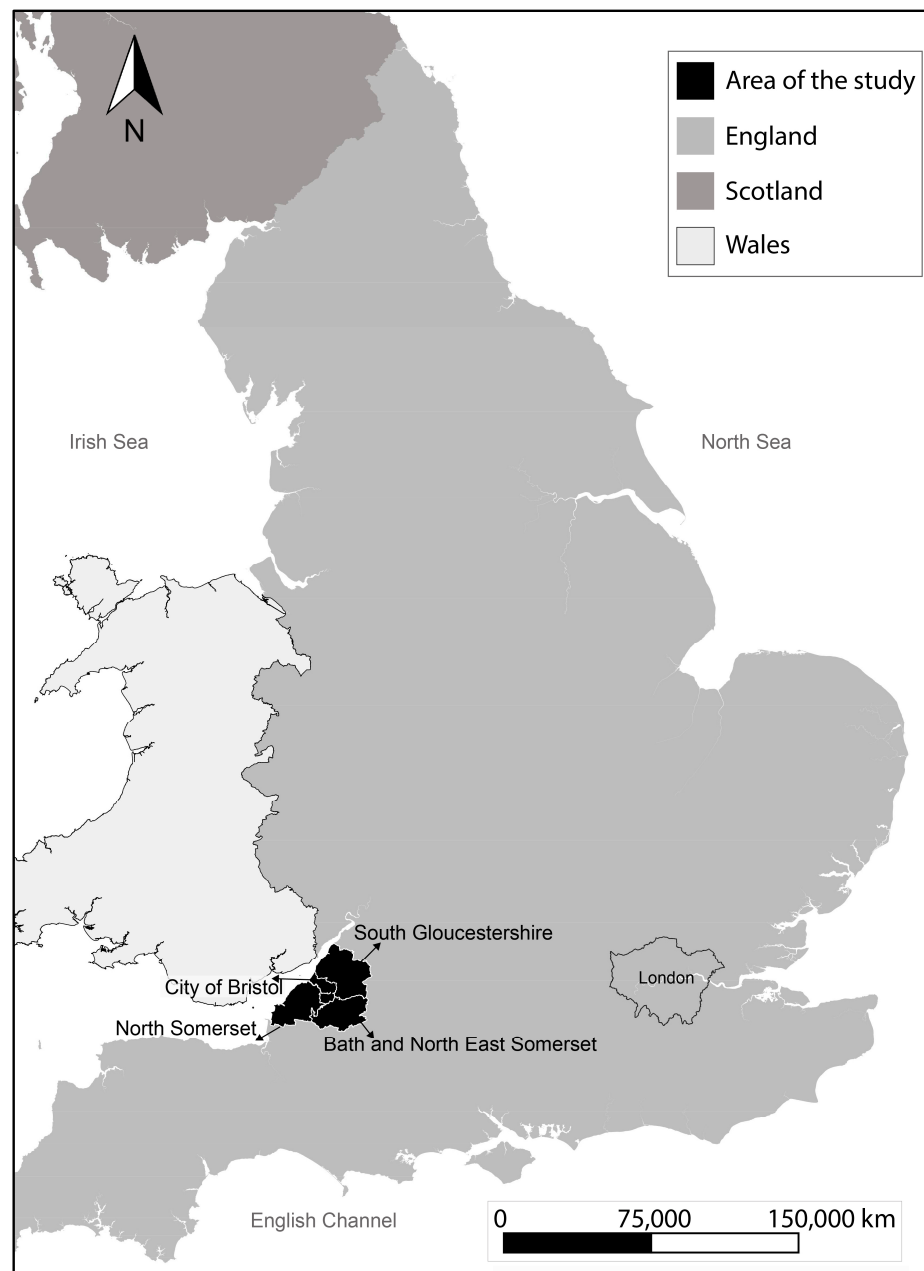 N
Area of the study
England
Scotland
Wales
Irish Sea
North Sea
South Gloucestershire
City of Bristol
London
North Somerset
Bath and North East Somerset
English Channel
0 75,000 150,000 km